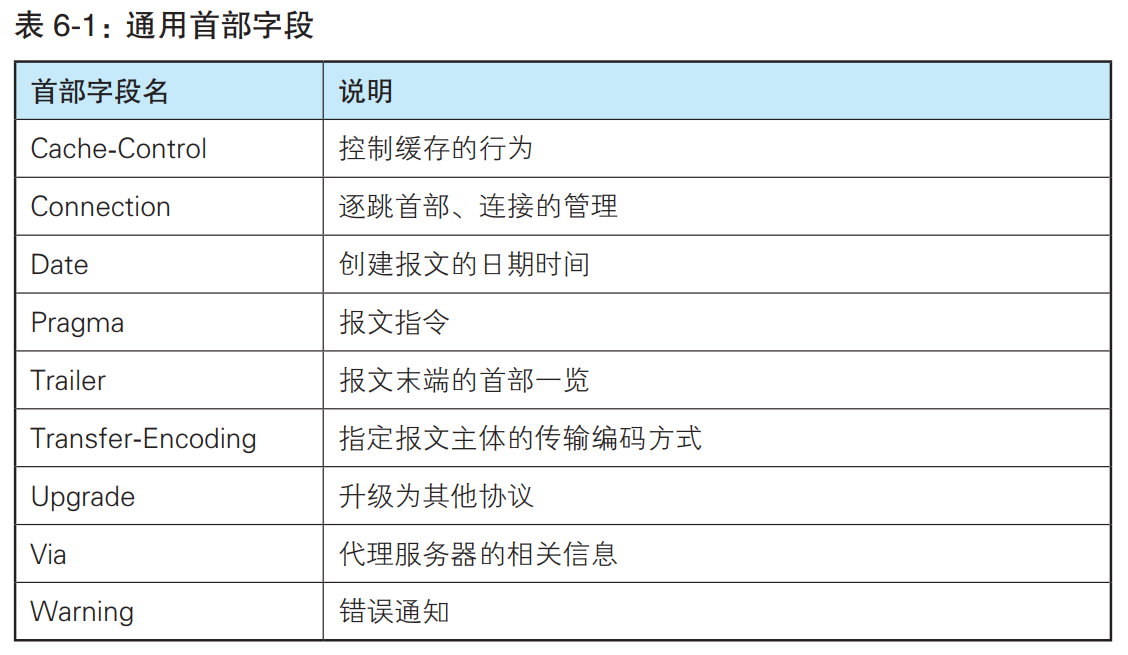 表 6-1：通用首部字段
首部字段名 说明
Cache-Control 控制缓存的行为
Connection 逐跳首部、连接的管理
Date 创建报文的日期时间
Pragma 报文指令
Trailer 报文末端的首部一览
Transfer-Encoding 指定报文主体的传输编码方式
Upgrade 升级为其他协议
Via 代理服务器的相关信息
Warning 错误通知